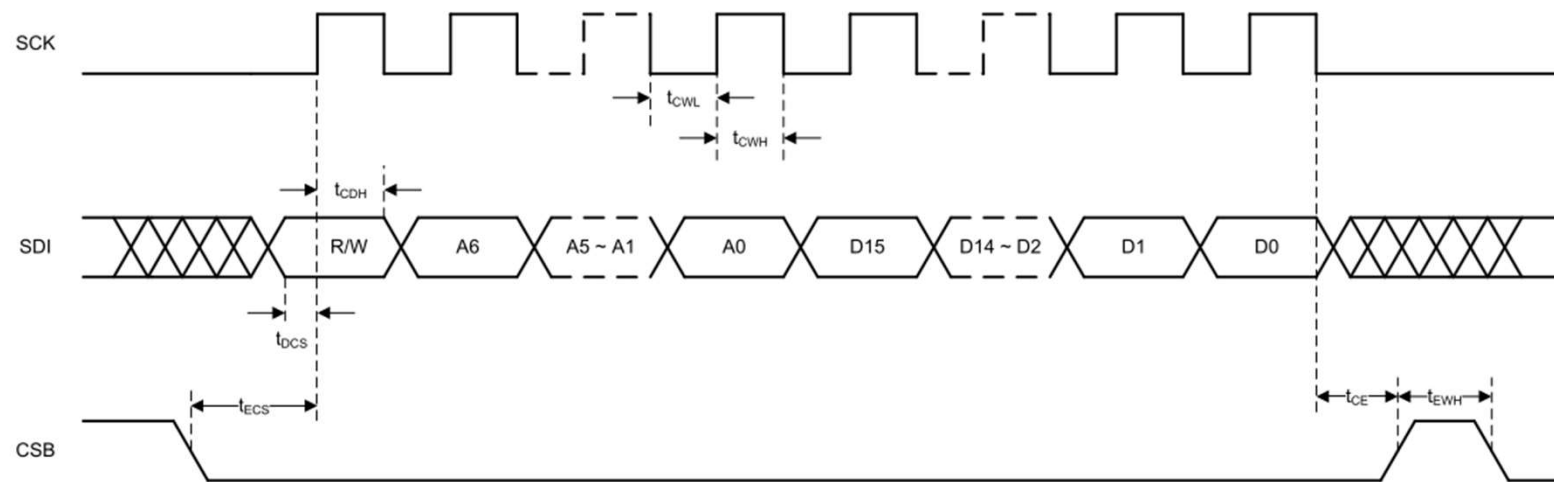 SCK
tCWL
tCWH
tCDH
SDI R/W A6 A5 ~ A1 A0 D15 D14 ~ D2 D1 D0
tDCS
tECS tCE tEWH
CSB